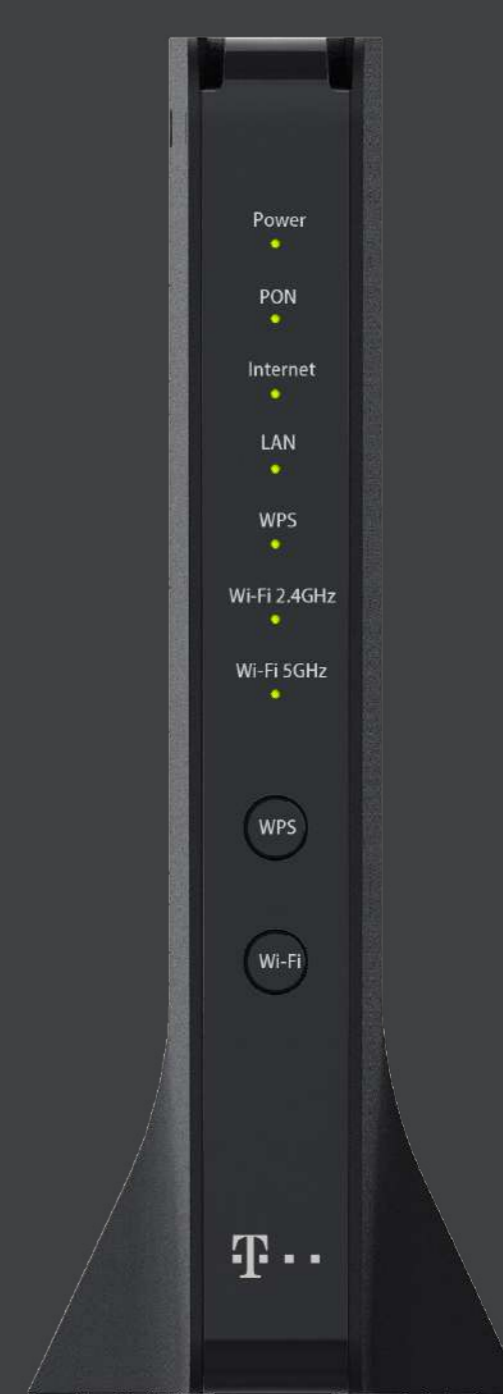 Power
PON
Internet
LAN
WPS
Wi-Fi 2.4GHz
Wi-Fi 5GHz
WPS
Wi-Fi
T